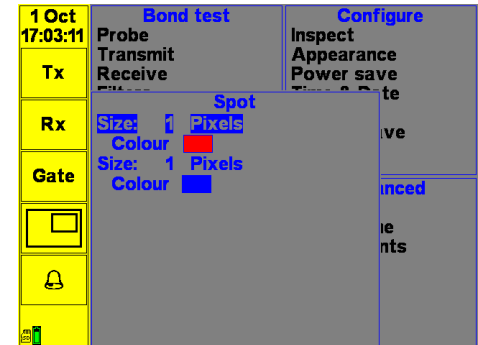 1 Oct
17:03:11
Tx
Rx
Gate
Bond test
Probe
Transmit
Receive
Configure
Inspect
Appearance
Power save
Spot
Size: 1 Pixels
Colour
Size: 1 Pixels
Colour